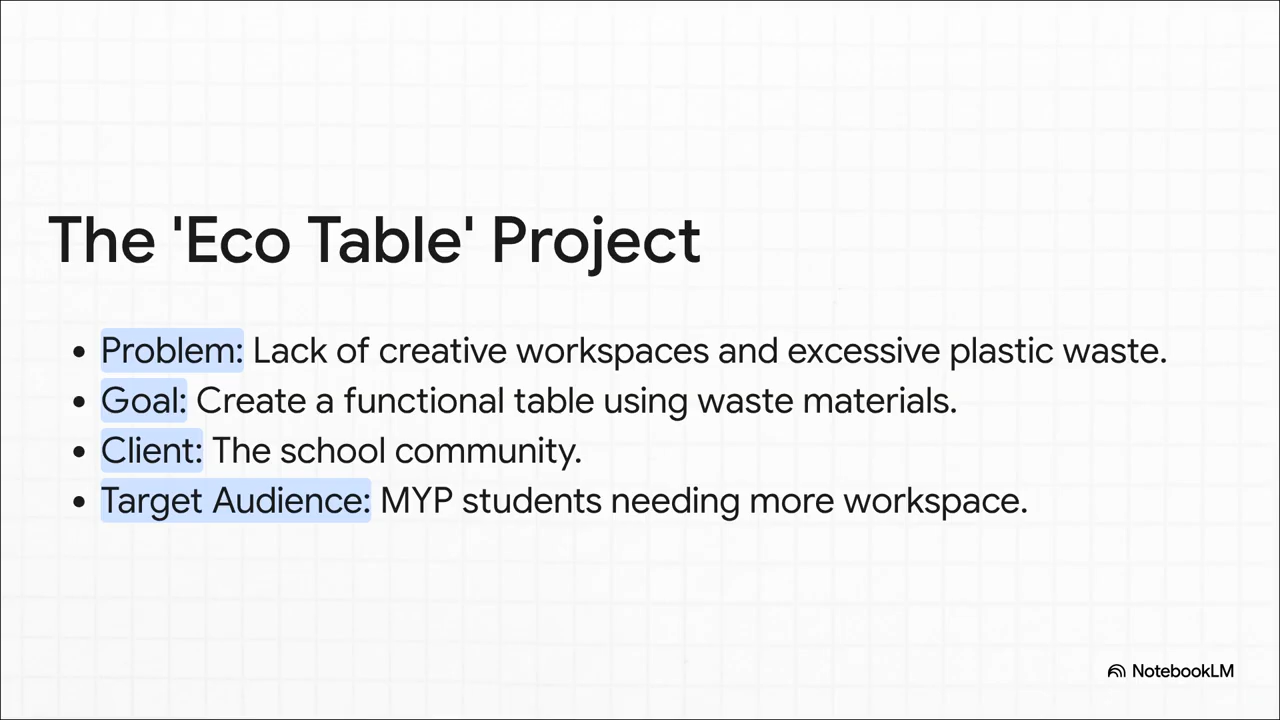 The 'Eco Table' Project
• Problem: Lack of creative workspaces and excessive plastic waste.
• Goal: Create a functional table using waste materials.
• Client: The school community.
• Target Audience: MYP students needing more workspace.
NotebookLM